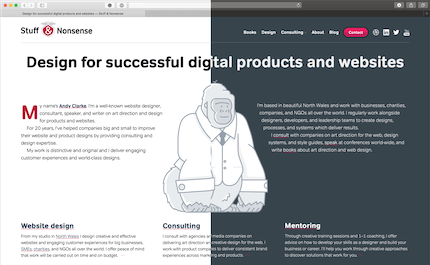 Design for successful digital products and websites — Stuff & Nonsense
Stuff & Nonsense
Books Design Consulting About Blog Contact
Design for successful digital products and websites
My name's Andy Clarke. I'm a well-known website designer,
consultant, speaker, and writer on art direction and design
for products and websites.
For 20 years, I've helped companies big and small to improve
their website and product designs by providing consulting and
design expertise.
My work is distinctive and original and I deliver engaging
customer experiences and world-class designs.
I'm based in beautiful North Wales and work with businesses, charities,
companies, and NGOs all over the world. I regularly work alongside
designers, developers, and leadership teams to create designs,
processes, and systems which deliver results.
I consult with companies on art direction for the web, design
systems, and style guides, speak at conferences world-wide, and
write books about art direction and web design.
Website design
From my studio in North Wales I design creative and effective
websites and engaging customer experiences for big businesses,
SMEs, charities, and NGOs all over the world. I offer peace of mind
that work will be carried out on time and on budget.
Consulting
I consult with agencies and media companies on
delivering art direction and creative design for the web. I
work with product companies to deliver consistent brand
experiences across marketing and products.
Mentoring
Through creative training sessions and 1–1 coaching, I offer
advice on how to develop your skills as a designer and build your
business or career. I'll help you work through creative approaches
to discover solutions that work for you.